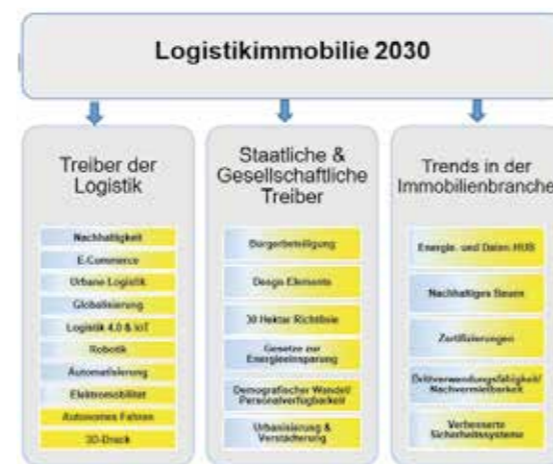 Logistikimmobilie 2030
Treiber der
Logistik
Nachhaltigkeit
E-Commerce
Urbane Logistik
Globalisierung
Logistik 4.0 & IoT
Robotik
Automatisierung
Elektromobilität
Autonomes Fahren
3D-Druck
Staatliche &
Gesellschaftliche
Treiber
Bürgerbeteiligung
Design Elemente
30 Hektar Richtlinie
Gesetze zur
Energieeinsparung
Demografischer Wandel/
Personalverfügbarkeit
Urbanisierung &
Verstädterung
Trends in der
Immobilienbranche
Energie- und Daten-HUB
Nachhaltiges Bauen
Zertifizierungen
Drittverwendungsfähigkeit/
Nachvermietbarkeit
Verbesserte
Sicherheitssysteme